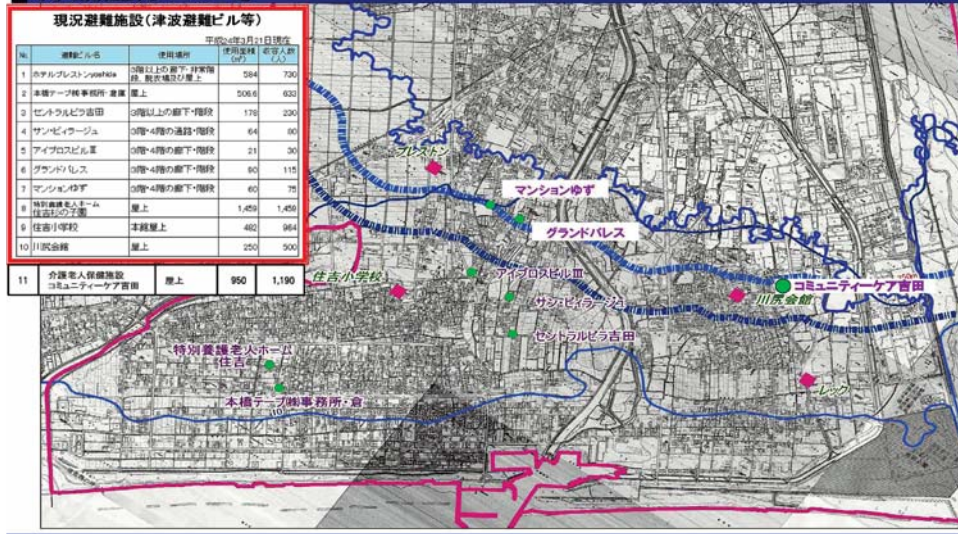 現況避難施設(津波避難ビル等)
平成24年3月21日現在
No. 避難ビル名 使用場所 使用面積(㎡) 収容人数(人)
1 ホテルプレストンyoshida 3階以上の廊下・非常階段、脱衣場及び屋上 584 730
2 本橋テープ㈱事務所・倉庫 屋上 506.6 633
3 セントラルビラ吉田 3階以上の廊下・階段 178 230
4 サン・ビィラージュ 3階・4階の通路・階段 64 80
5 アイブロスビルⅢ 3階・4階の廊下・階段 21 30
6 グランドパレス 3階・4階の廊下・階段 90 115
7 マンションゆず 3階・4階の廊下・階段 60 75
8 特別養護老人ホーム住吉杉の子園 屋上 1,459 1,459
9 住吉小学校 本館屋上 482 964
10 川尻会館 屋上 250 500
11 介護老人保健施設 コミュニティーケア吉田 屋上 950 1,190
プレストン
マンションゆず
グランドパレス
住吉小学校
アイブロスビルⅢ
コミュニティーケア吉田
川尻会館
サン・ビィラージュ
セントラルビラ吉田
特別養護老人ホーム
住吉
レック
本橋テープ㈱事務所・倉